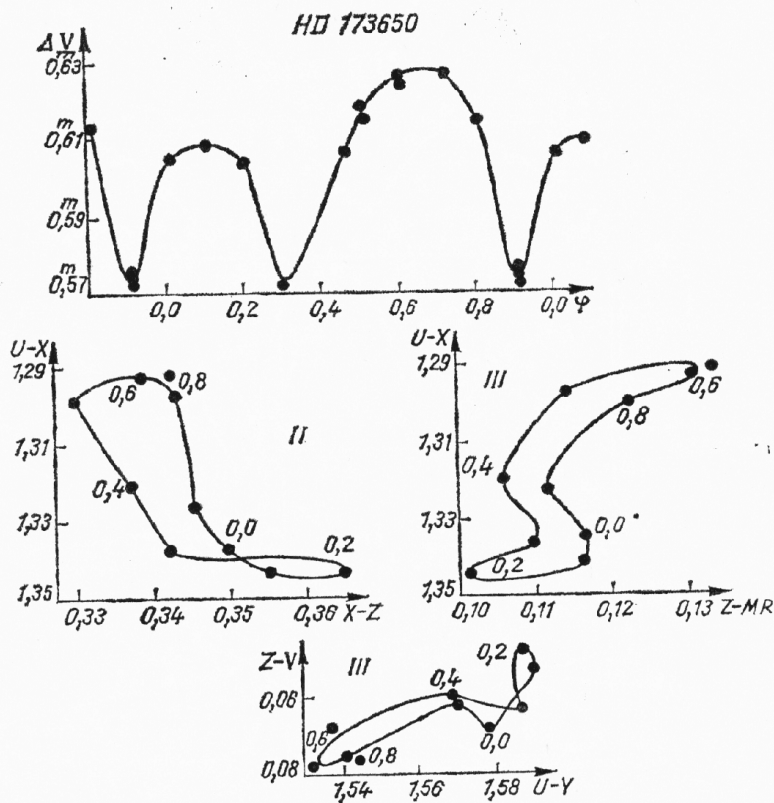 HD 173650
ΔV
0,63
m
0,61
m
0,59
m
0,57
0,0 0,2 0,4 0,6 0,8 0,0 φ
U-X
1,29
1,31
1,33
1,35
0,6
0,8
II
0,4
0,0
0,2
0,33 0,34 0,35 0,36 X-Z
U-X
1,29
1,31
1,33
1,35
III
0,6
0,8
0,4
0,0
0,2
0,10 0,11 0,12 0,13 Z-M.R.
Z-V
III
0,06
0,08
0,2
0,4
0,6
0,8
0,0
1,54 1,56 1,58 U-Y